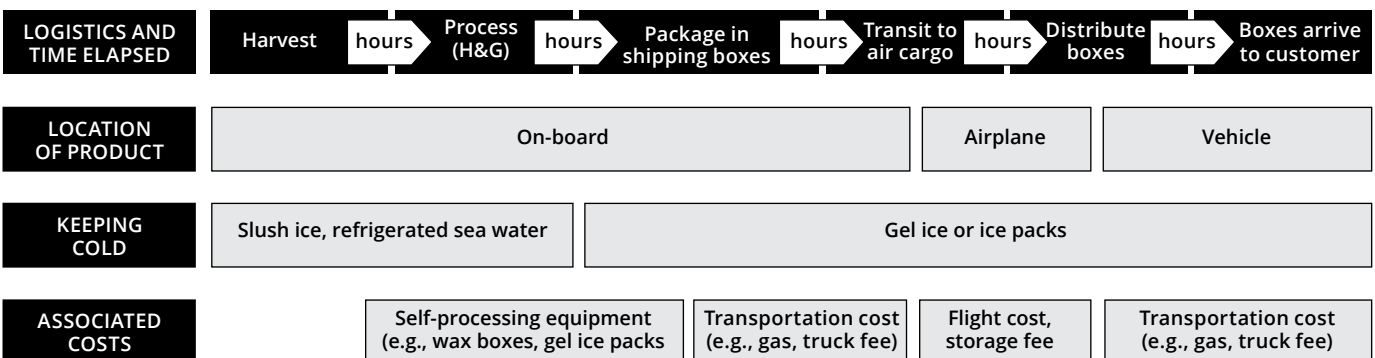 LOGISTICS AND
TIME ELAPSED
Harvest
hours
Process
(H&G)
hours
Package in
shipping boxes
hours
Transit to
air cargo
hours
Distribute
boxes
hours
Boxes arrive
to customer
LOCATION
OF PRODUCT
On-board
Airplane
Vehicle
KEEPING
COLD
Slush ice, refrigerated sea water
Gel ice or ice packs
ASSOCIATED
COSTS
Self-processing equipment
(e.g., wax boxes, gel ice packs
Transportation cost
(e.g., gas, truck fee)
Flight cost,
storage fee
Transportation cost
(e.g., gas, truck fee)